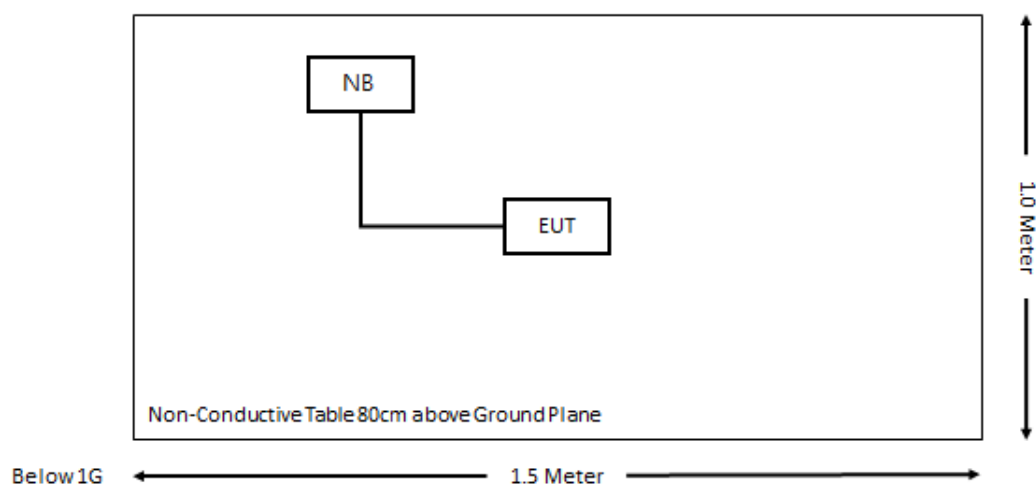 NB
EUT
1.0 Meter
Non-Conductive Table 80cm above Ground Plane
Below 1G
1.5 Meter